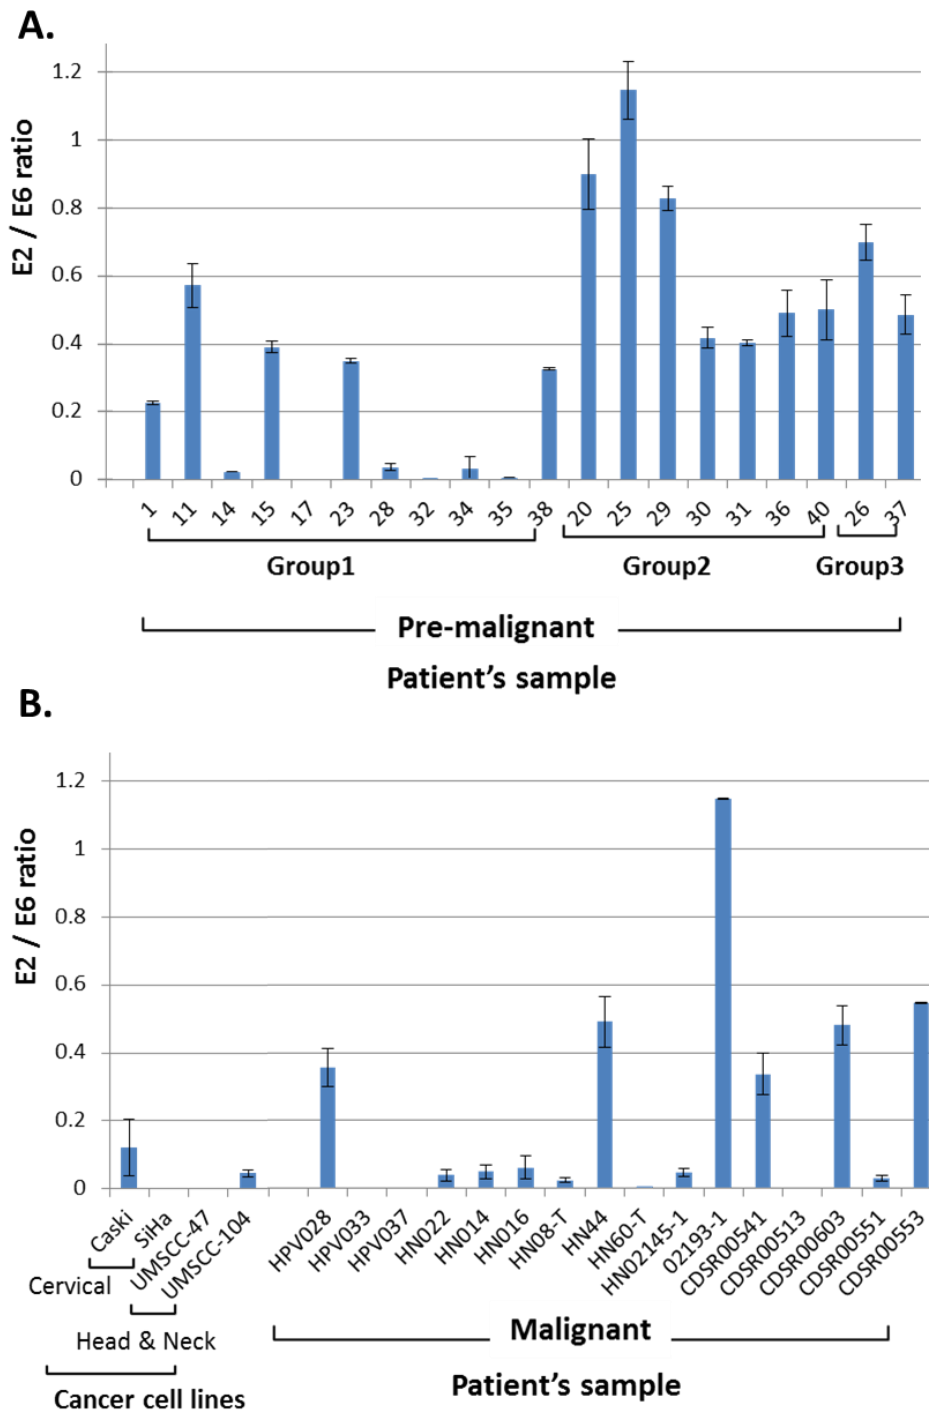 A.
E2 / E6 ratio
1.2
1
0.8
0.6
0.4
0.2
0
1 11 14 15 17 23 28 32 34 35 38 20 25 29 30 31 36 40 26 37
Group1 Group2 Group3
Pre-malignant
Patient's sample
B.
E2 / E6 ratio
1.2
1
0.8
0.6
0.4
0.2
0
Caski SiHa UMSCC-47 UMSCC-104 HPV028 HPV033 HPV037 HN022 HN014 HN016 HN08-T HN44 HN60-T HN02145-1 02193-1 CDSR00541 CDSR00513 CDSR00603 CDSR00551 CDSR00553
Cervical
Head & Neck
Malignant
Cancer cell lines
Patient's sample